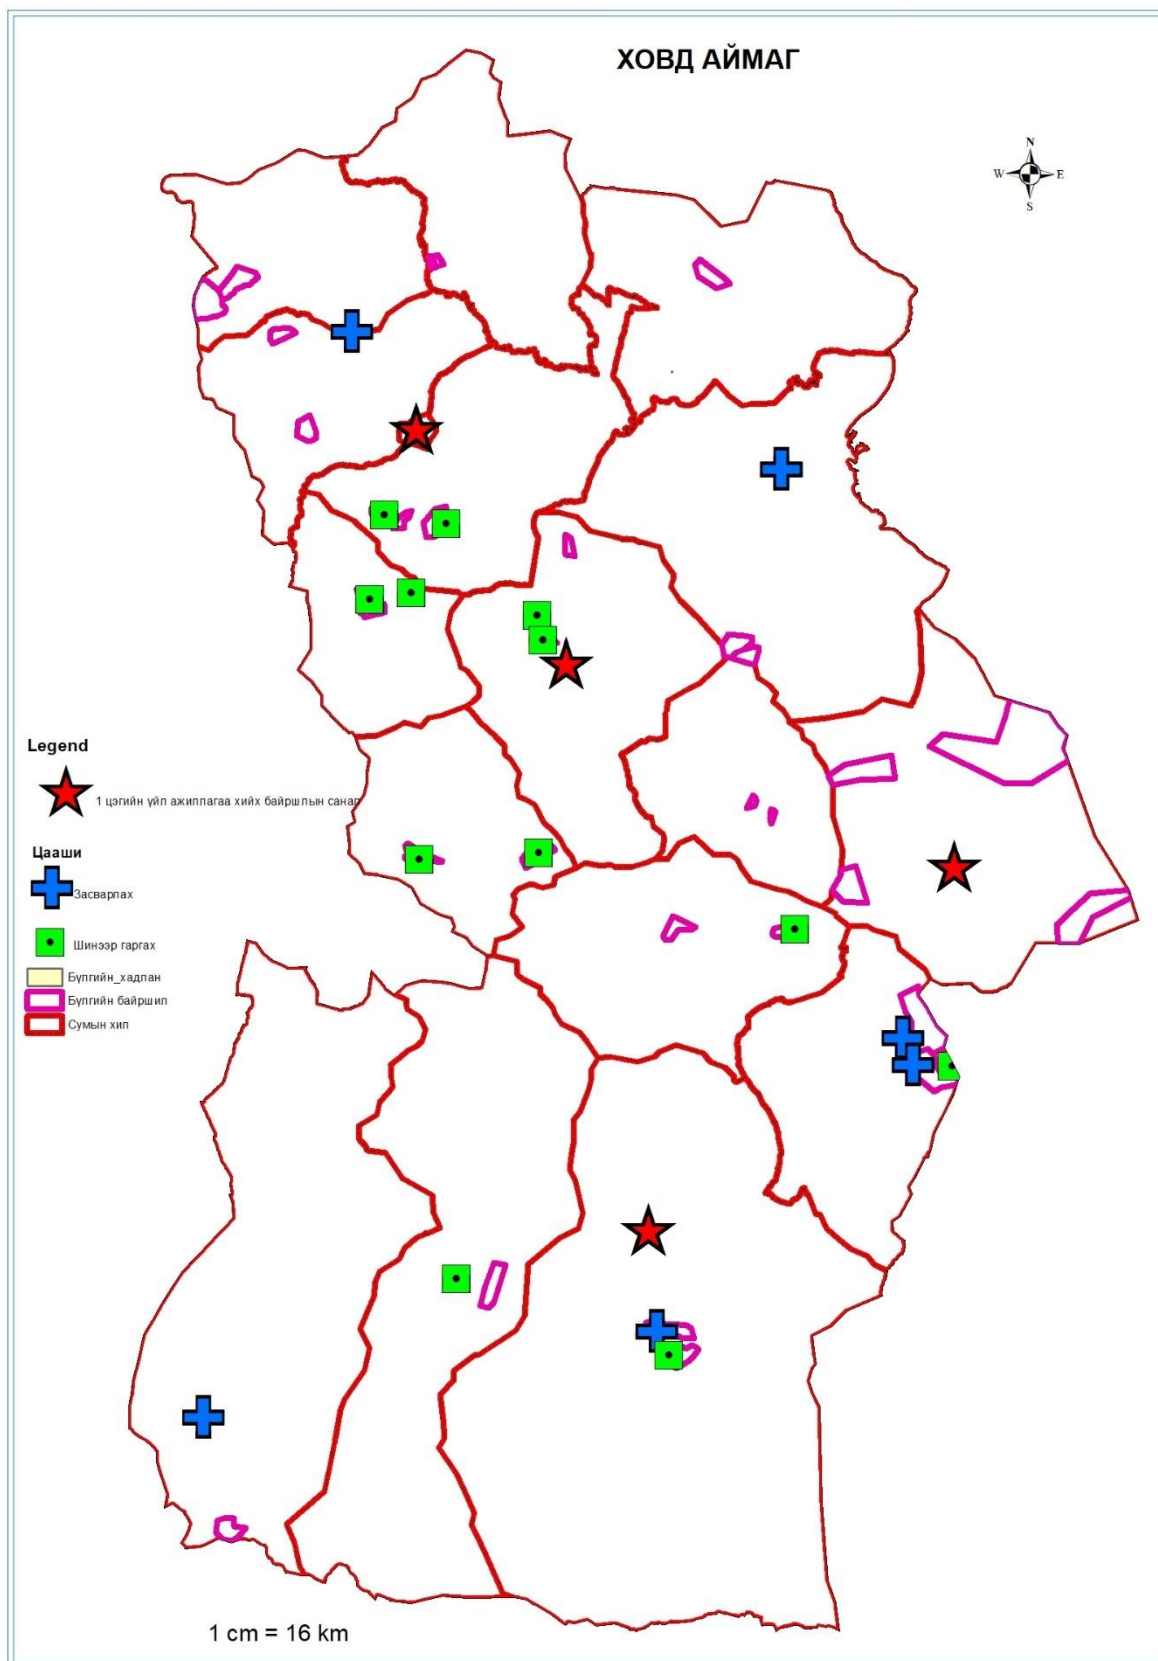 ХОВД АЙМАГ
N
W E
S
Legend
1 цэгийн үйл ажиллагаа хийх байршлын санар
Цааши
Засварлах
Шинээр гаргах
Бүлгийн_хадлан
Бүлгийн байршил
Сумын хил
1 cm = 16 km